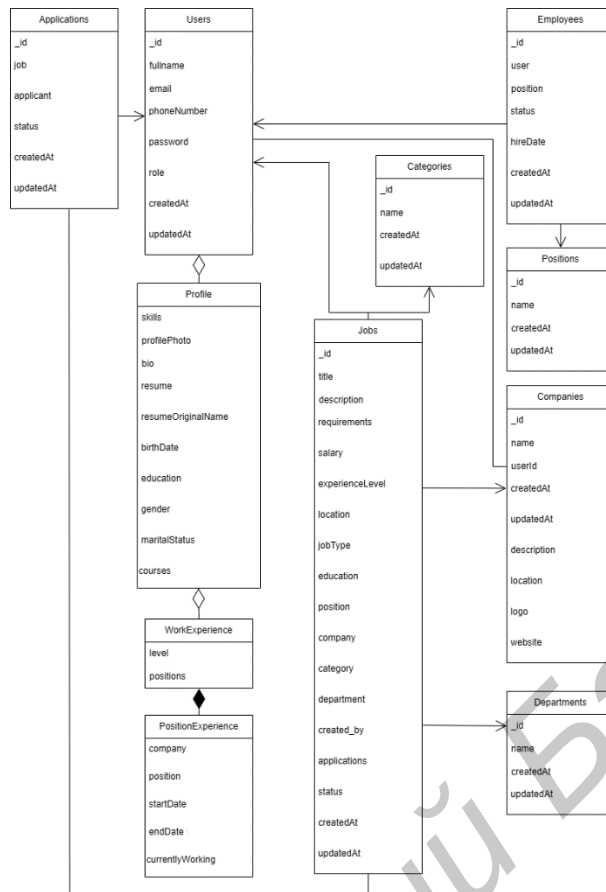 Applications
_id
job
applicant
status
createdAt
updatedAt
Users
_id
fullname
email
phoneNumber
password
role
createdAt
updatedAt
Employees
_id
user
position
status
hireDate
createdAt
updatedAt
Categories
_id
name
createdAt
updatedAt
Positions
_id
name
createdAt
updatedAt
Profile
skills
profilePhoto
bio
resume
resumeOriginalName
birthDate
education
gender
maritalStatus
courses
Jobs
_id
title
description
requirements
salary
experienceLevel
location
jobType
education
position
company
category
department
created_by
applications
status
createdAt
updatedAt
Companies
_id
name
userId
createdAt
updatedAt
description
location
logo
website
WorkExperience
level
positions
PositionExperience
company
position
startDate
endDate
currentlyWorking
Departments
_id
name
createdAt
updatedAt